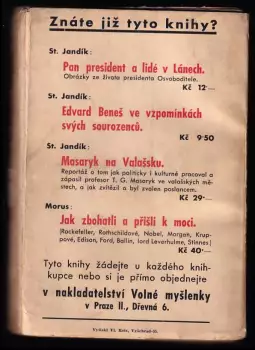 Znáte již tyto knihy?
St. Jandík:
Pan president a lidé v Lánech.
Obrázky ze života presidenta Osvoboditele.
Kč 12·—
St. Jandík:
Edvard Beneš ve vzpomínkách
svých sourozenců.
Kč 9·50
St. Jandík:
Masaryk na Valašsku.
Reportáž o tom jak politicky i kulturně pracoval a
záposil profesor T. G. Masaryk ve valašských mě-
stech, a jak zvítězil a byl zvolen poslancem.
Kč 29·—
Morus:
Jak zbohatli a přišli k moci.
(Rockefeller, Rothschildové, Nobel, Morgan, Krup-
pové, Edison, Ford, Ballin, lord Leverhulme, Stinnes)
Kč 40·—
Tyto knihy žádejte u každého knih-
kupce nebo si je přímo objednejte
v nakladatelství Volné myšlenky
v Praze II., Dřevná 6.